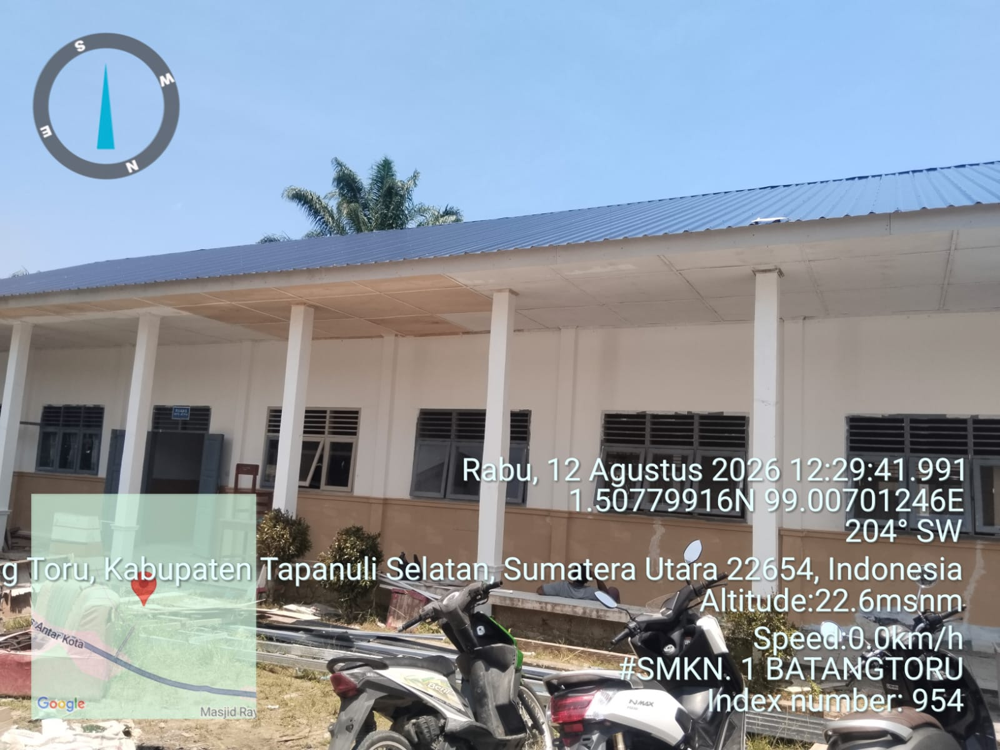 S
W
E
N
RUANG
Rabu, 12 Agustus 2026 12:29:41.991
1.50779916N 99.00701246E
204° SW
g Toru, Kabupaten Tapanuli Selatan, Sumatera Utara 22654, Indonesia
Altitude:22.6msnm
Speed:0.0km/h
#SMKN. 1 BATANGTORU
Index number: 954
s Antar Kota
Google
Masjid Ray
BeAT
NMAX